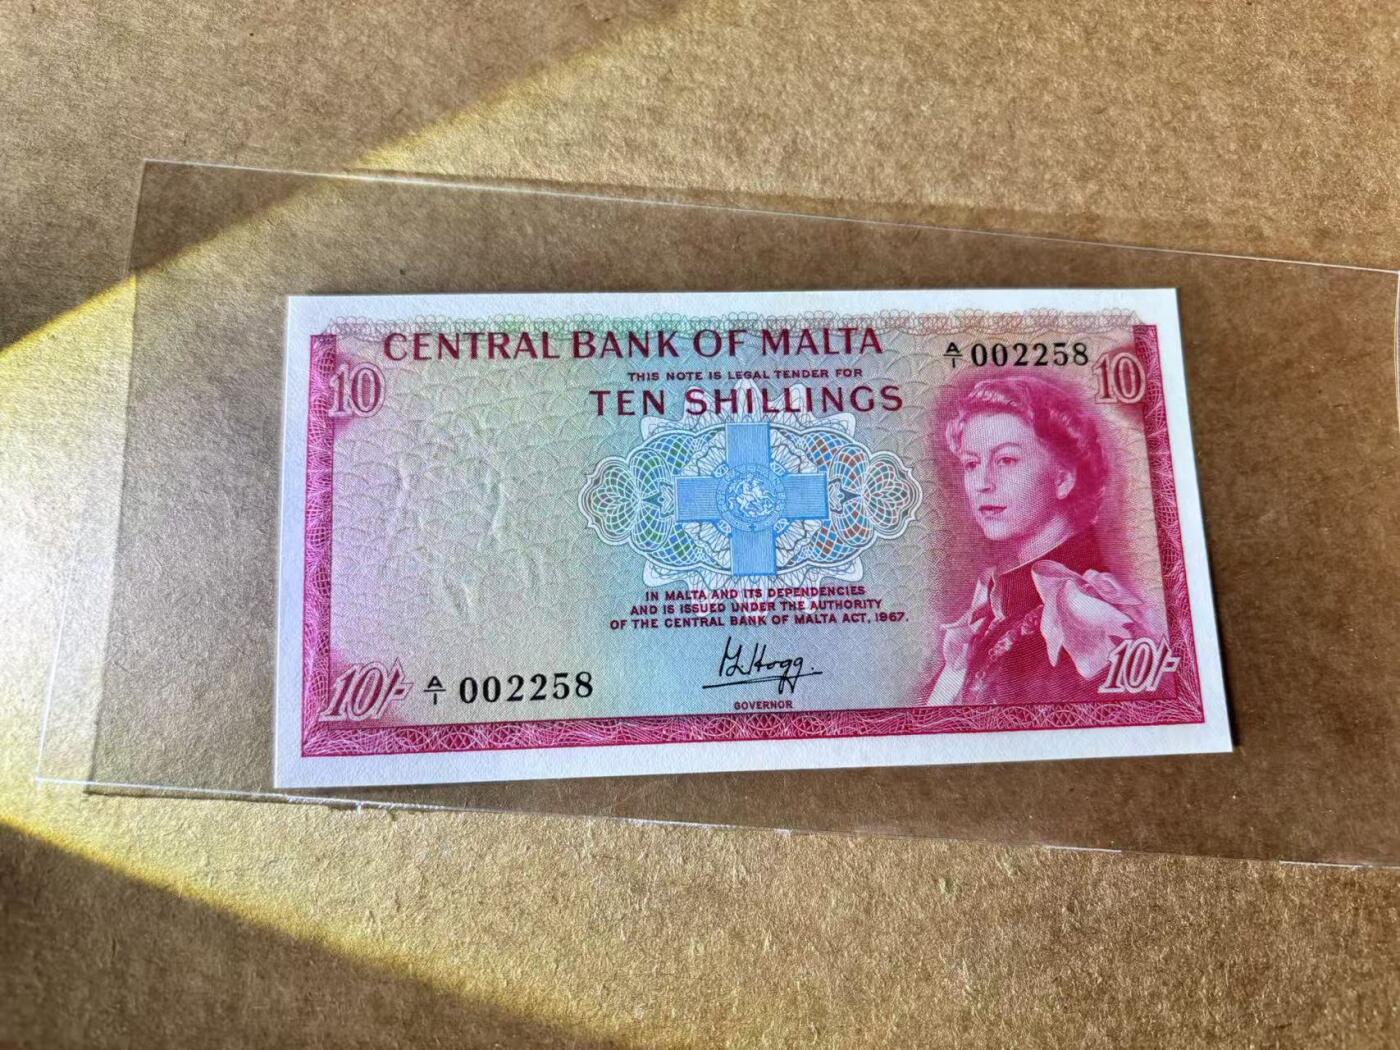 CENTRAL BANK OF MALTA
A/1 002258
THIS NOTE IS LEGAL TENDER FOR
10
10
TEN SHILLINGS
IN MALTA AND ITS DEPENDENCIES
AND IS ISSUED UNDER THE AUTHORITY
OF THE CENTRAL BANK OF MALTA ACT, 1967.
10/-
A/1 002258
Hogg.
10/-
GOVERNOR